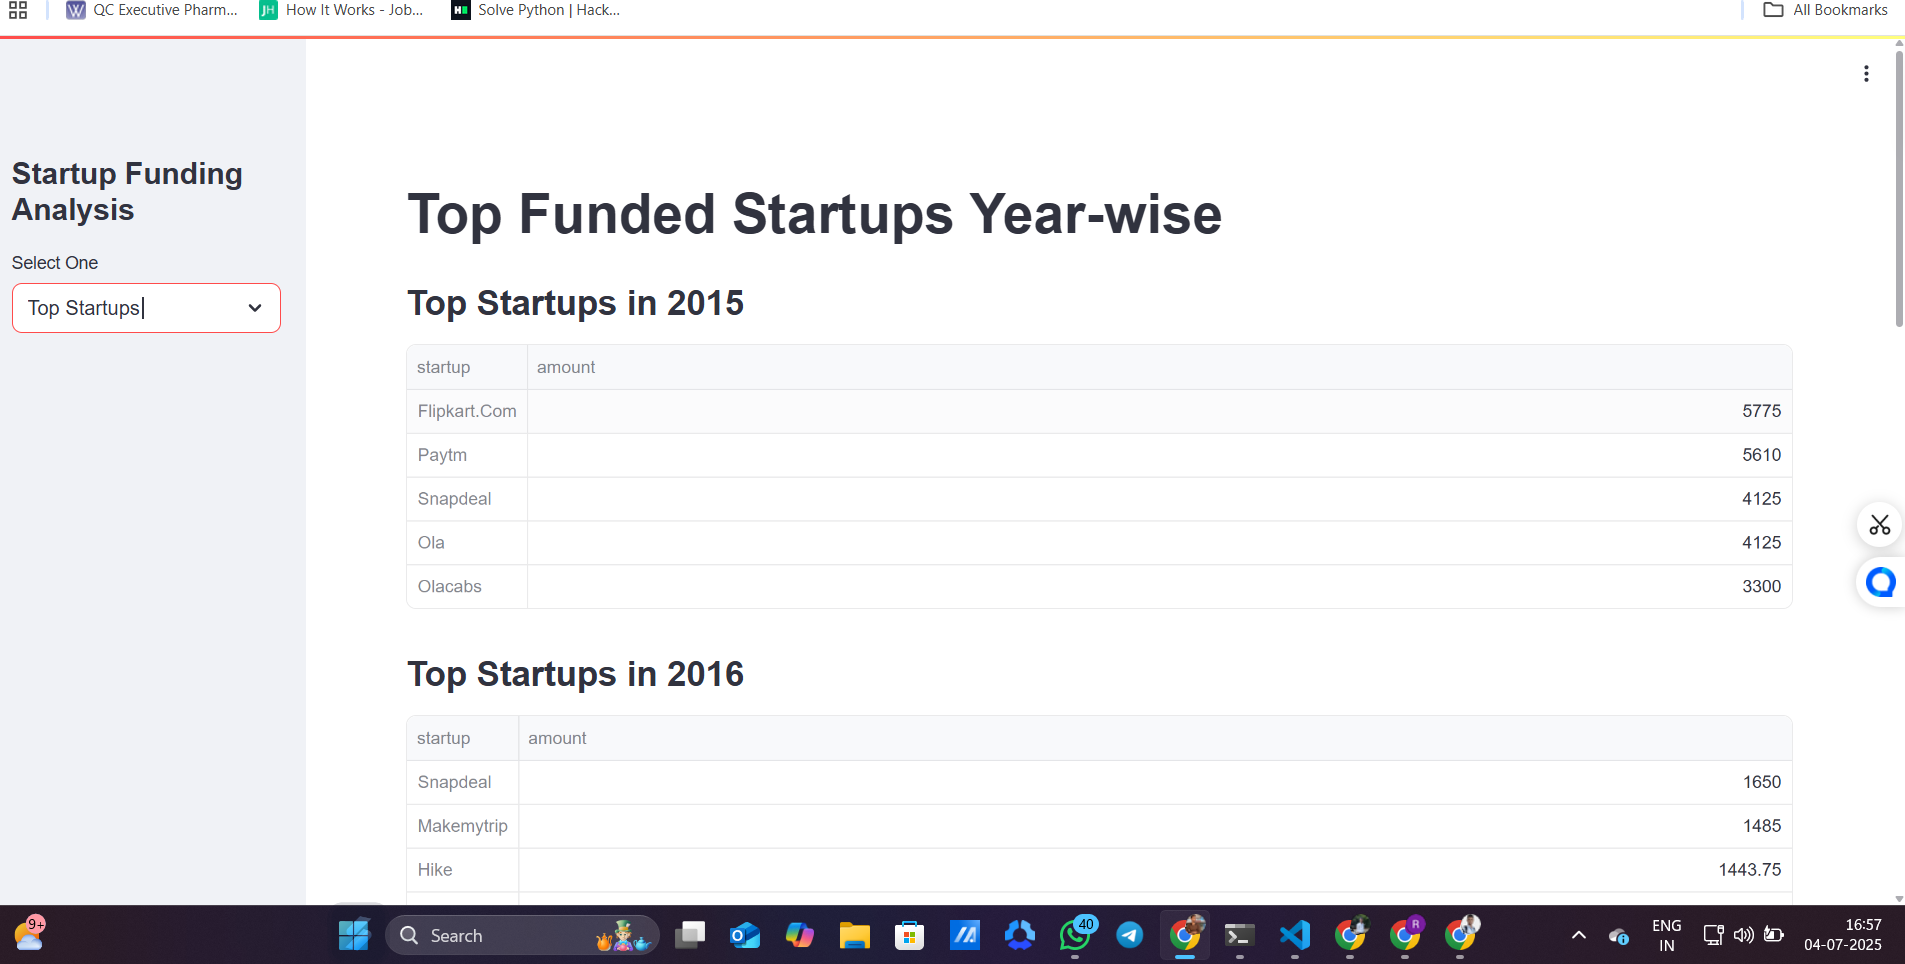 QC Executive Pharm...
How It Works - Job...
Solve Python | Hack...
All Bookmarks
Startup Funding
Analysis
Select One
Top Startups
Top Funded Startups Year-wise
Top Startups in 2015
startup amount
Flipkart.Com 5775
Paytm 5610
Snapdeal 4125
Ola 4125
Olacabs 3300
Top Startups in 2016
startup amount
Snapdeal 1650
Makemytrip 1485
Hike 1443.75
9+
Search
40
R
ENG
IN
16:57
04-07-2025